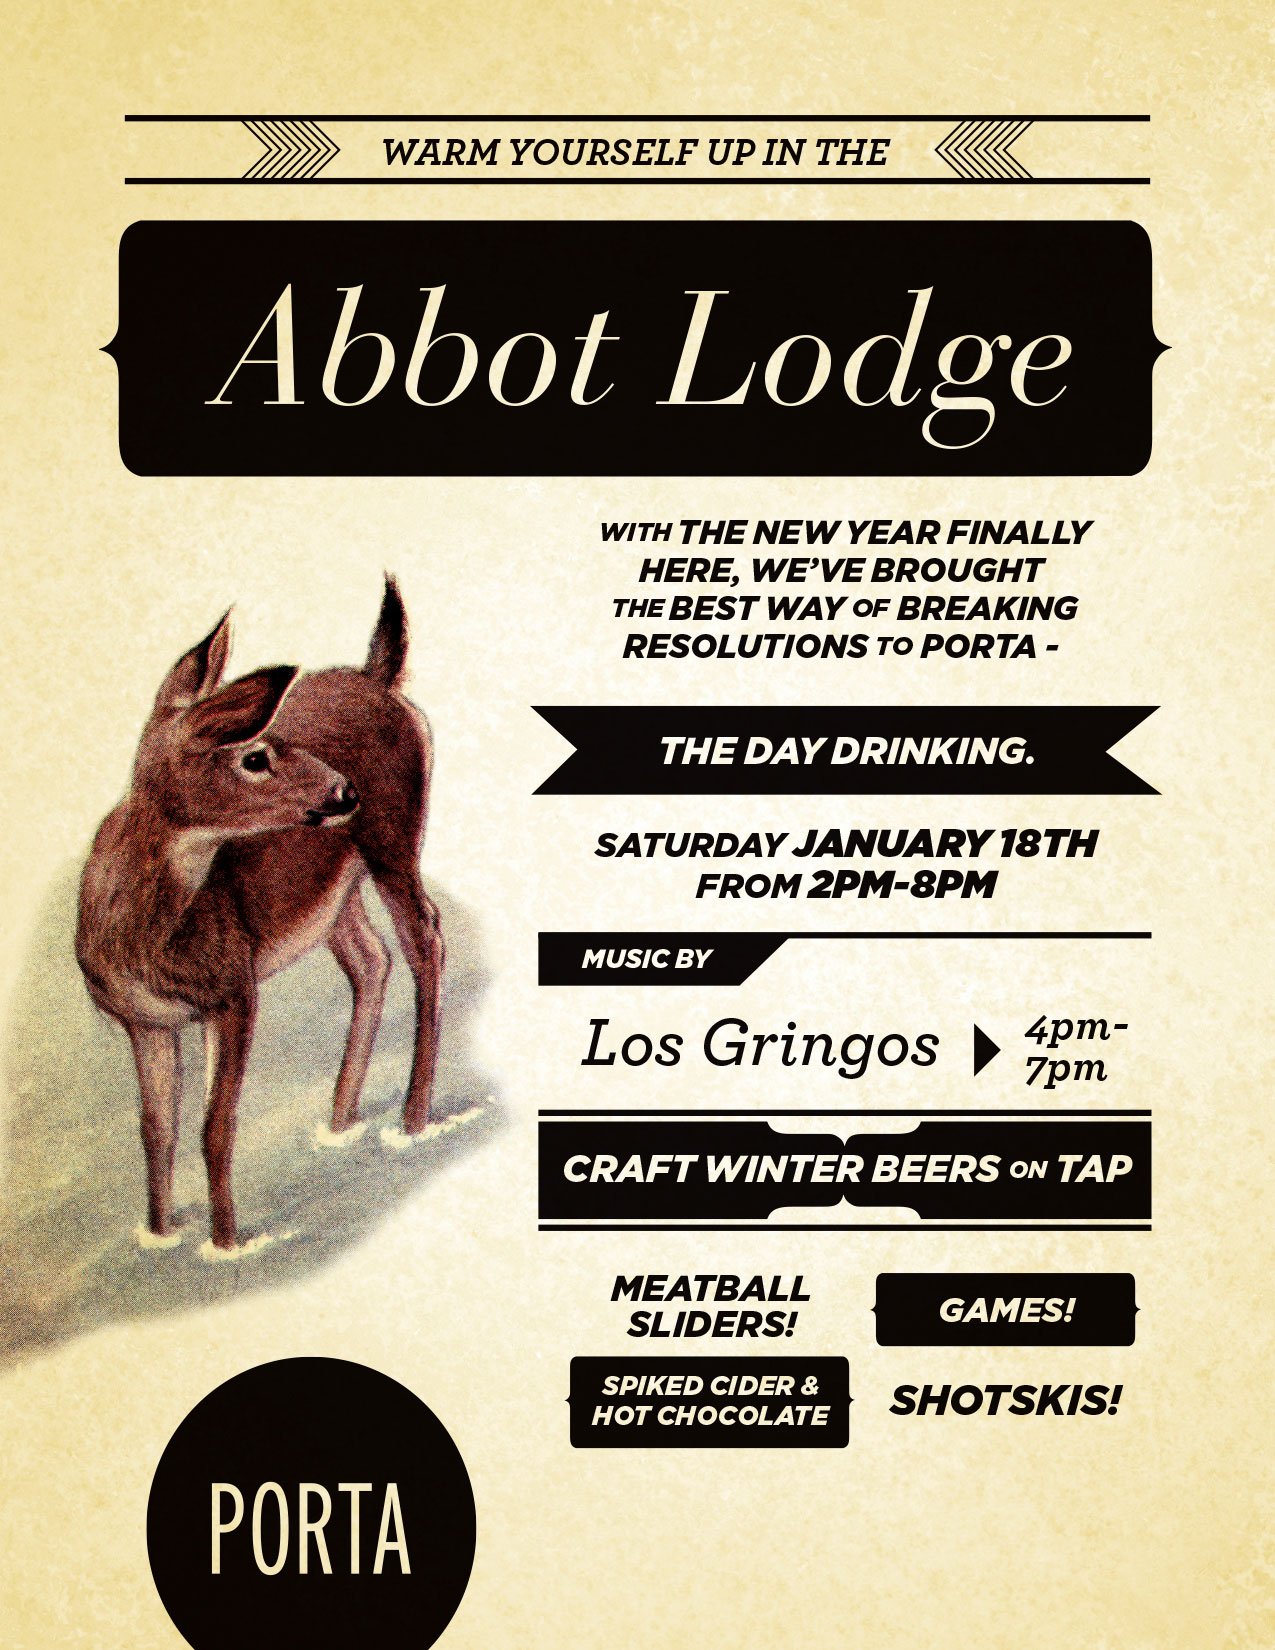 WARM YOURSELF UP IN THE
Abbot Lodge
WITH THE NEW YEAR FINALLY
HERE, WE'VE BROUGHT
THE BEST WAY OF BREAKING
RESOLUTIONS TO PORTA -
THE DAY DRINKING.
SATURDAY JANUARY 18TH
FROM 2PM-8PM
MUSIC BY
Los Gringos
4pm-
7pm
CRAFT WINTER BEERS ON TAP
MEATBALL
SLIDERS!
GAMES!
SPIKED CIDER &
HOT CHOCOLATE
SHOTSKIS!
PORTA